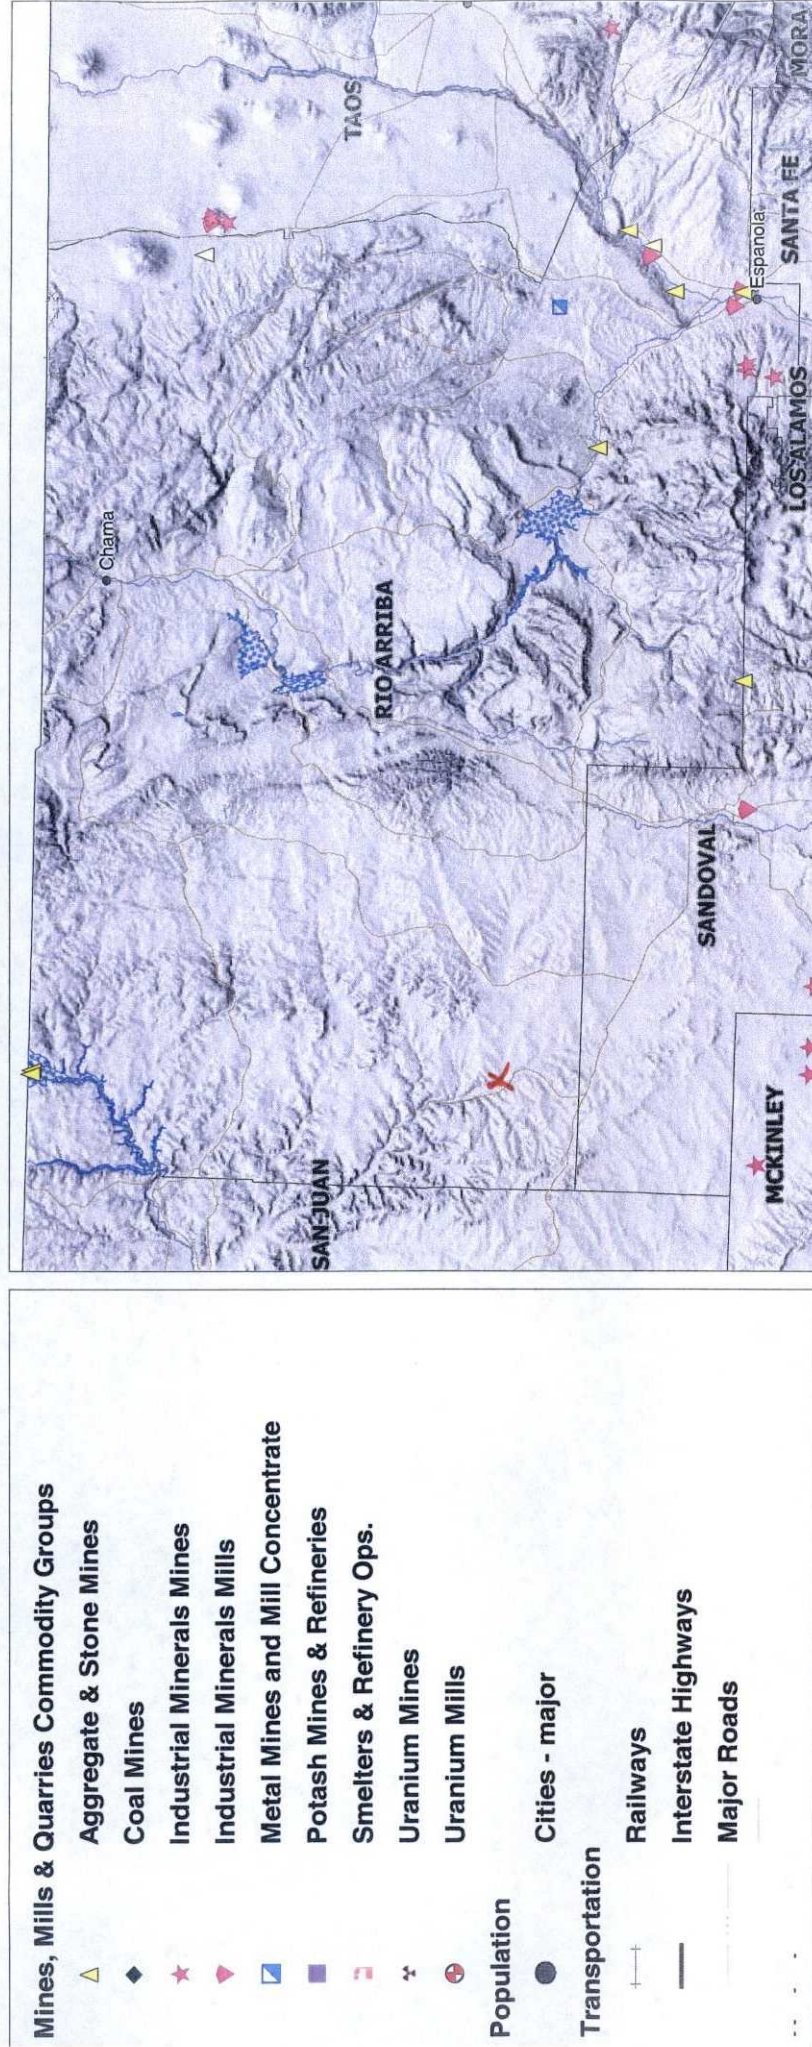 Mines, Mills & Quarries Commodity Groups
Aggregate & Stone Mines
Coal Mines
Industrial Minerals Mines
Industrial Minerals Mills
Metal Mines and Mill Concentrate
Potash Mines & Refineries
Smelters & Refinery Ops.
Uranium Mines
Uranium Mills
Population
Cities - major
Transportation
Railways
Interstate Highways
Major Roads
Chama
SAN JUAN
RIO ARRIBA
TAOS
SANDOVAL
Espanola
MCKINLEY
LOS ALAMOS
SANTA FE
MORA
X